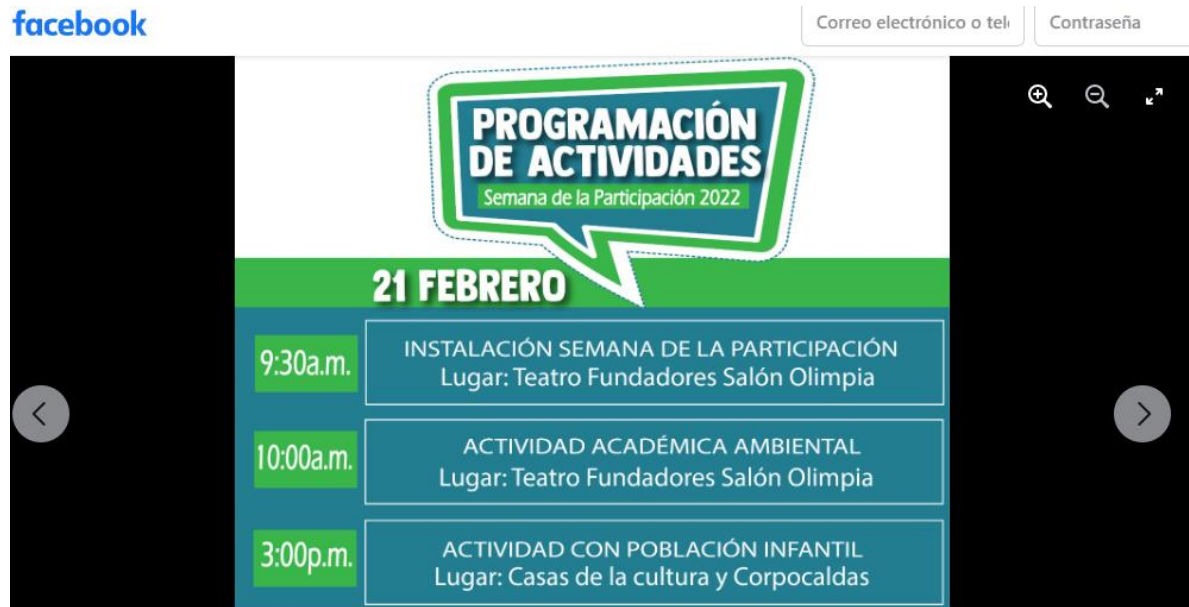 facebook
Correo electrónico o tel
Contraseña
PROGRAMACIÓN
DE ACTIVIDADES
Semana de la Participación 2022
21 FEBRERO
9:30a.m.
INSTALACIÓN SEMANA DE LA PARTICIPACIÓN
Lugar: Teatro Fundadores Salón Olimpia
10:00a.m.
ACTIVIDAD ACADÉMICA AMBIENTAL
Lugar: Teatro Fundadores Salón Olimpia
3:00p.m.
ACTIVIDAD CON POBLACIÓN INFANTIL
Lugar: Casas de la cultura y Corpocaldas